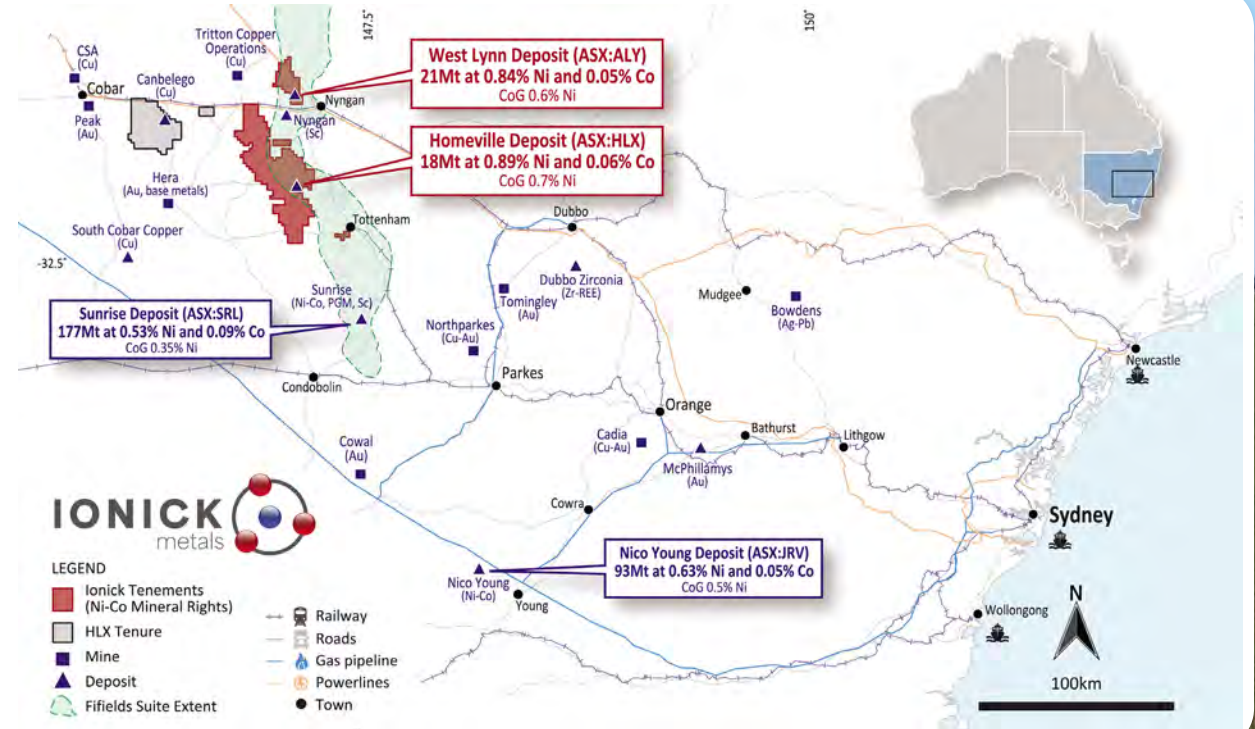 147.5°
150°
-32.5°
CSA
(Cu)
Cobar
Peak
(Au)
Canbelego
(Cu)
Tritton Copper
Operations
(Cu)
Nyngan
Nyngan
(Sc)
West Lynn Deposit (ASX:ALY)
21Mt at 0.84% Ni and 0.05% Co
CoG 0.6% Ni
Homeville Deposit (ASX:HLX)
18Mt at 0.89% Ni and 0.06% Co
CoG 0.7% Ni
Hera
(Au, base metals)
South Cobar Copper
(Cu)
Tottenham
Dubbo
Dubbo Zirconia
(Zr-REE)
Tomingley
(Au)
Mudgee
Bowdens
(Ag-Pb)
Sunrise
(Ni-Co, PGM, Sc)
Sunrise Deposit (ASX:SRL)
177Mt at 0.53% Ni and 0.09% Co
CoG 0.35% Ni
Northparkes
(Cu-Au)
Newcastle
Condobolin
Parkes
Orange
Bathurst
Lithgow
Cadia
(Cu-Au)
McPhillamys
(Au)
Cowal
(Au)
Cowra
Sydney
Nico Young Deposit (ASX:JRV)
93Mt at 0.63% Ni and 0.05% Co
CoG 0.5% Ni
Nico Young
(Ni-Co)
Young
Wollongong
IONICK
metals
LEGEND
Ionick Tenements
(Ni-Co Mineral Rights)
HLX Tenure
Mine
Deposit
Fifields Suite Extent
Railway
Roads
Gas pipeline
Powerlines
Town
N
100km